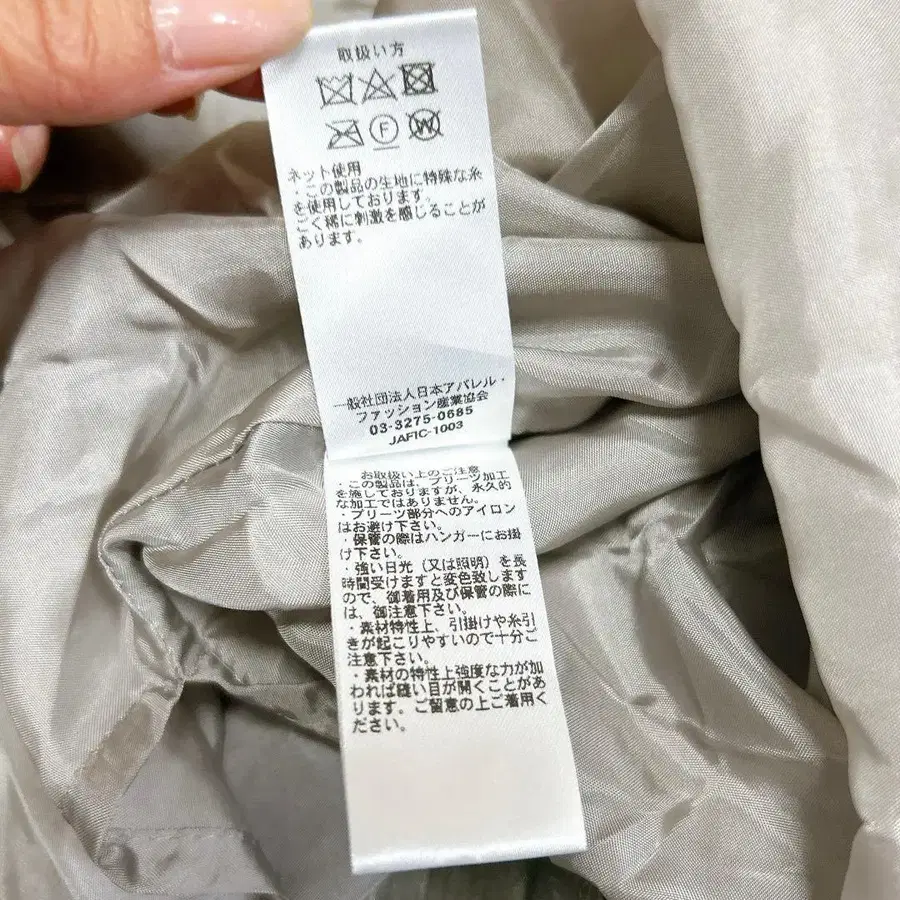 取扱い方
F W
ネット使用
・この製品の生地に特殊な糸
を使用しております。
ごく稀に刺激を感じることが
あります。
一般社団法人日本アパレル・
ファッション産業協会
03-3275-0685
JAFIC-1003
お取扱い上のご注意
・この製品は、プリーツ加工
を施しておりますが、永久的
な加工ではありません。
・プリーツ部分へのアイロン
はお避け下さい。
・保管の際はハンガーにお掛
け下さい。
・強い日光（又は照明）を長
時間受けますと変色致します
ので、御着用及び保管の際に
は、御注意下さい。
・素材特性上、引掛けや糸引
きが起こりやすいので十分ご
注意下さい。
・素材の特性上強度な力が加
われば縫い目が開くことがあ
ります。ご留意の上ご着用く
ださい。